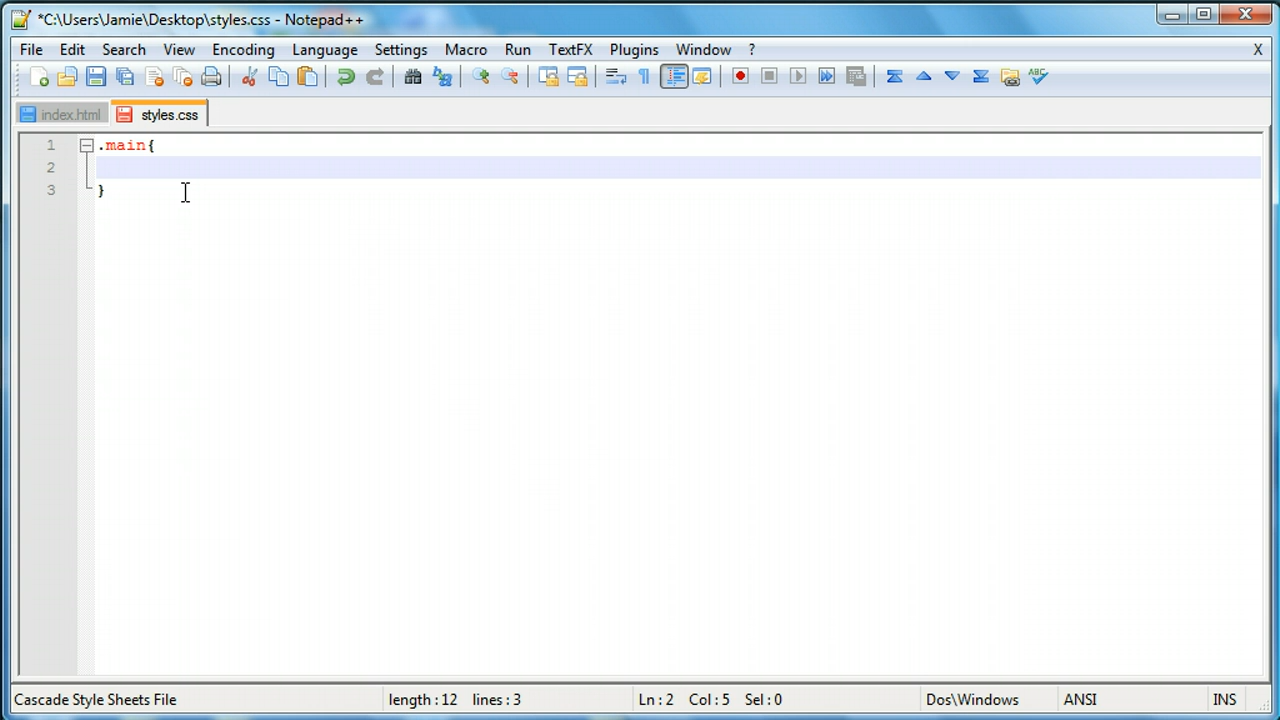 *C:\Users\Jamie\Desktop\styles.css - Notepad++
File Edit Search View Encoding Language Settings Macro Run TextFX Plugins Window ? X
index.html styles.css
1 .main{
2
3 }
Cascade Style Sheets File length : 12 lines : 3 Ln : 2 Col : 5 Sel : 0 Dos\Windows ANSI INS